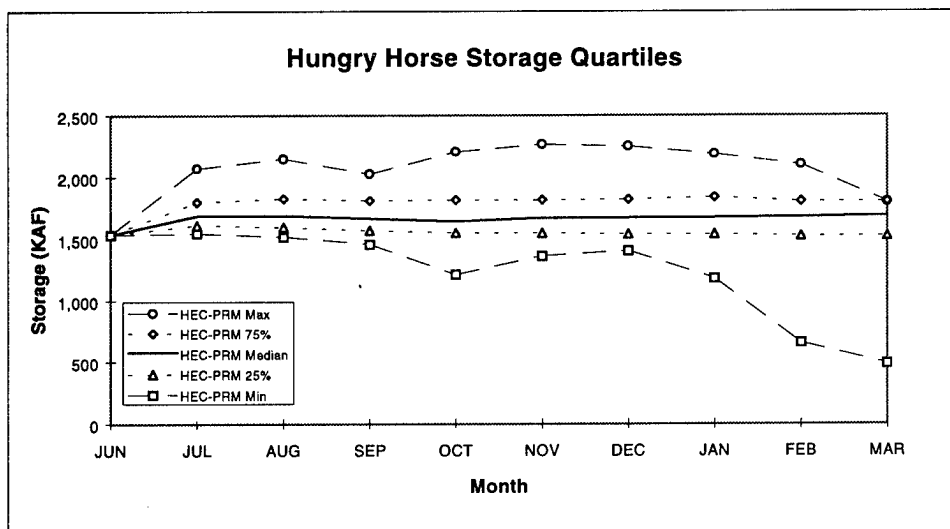 Hungry Horse Storage Quartiles
Storage (KAF)
2,500
2,000
1,500
1,000
500
0
HEC-PRM Max
HEC-PRM 75%
HEC-PRM Median
HEC-PRM 25%
HEC-PRM Min
JUN JUL AUG SEP OCT NOV DEC JAN FEB MAR
Month